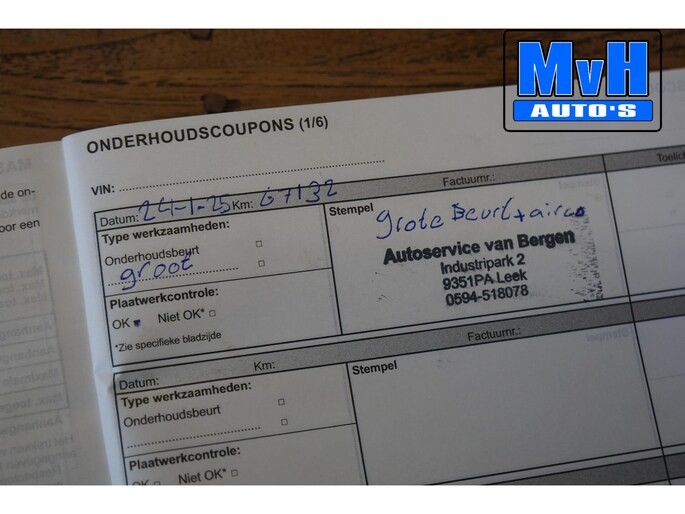 MvH
AUTO'S
ONDERHOUDSCOUPONS (1/6)
VIN:
Datum: 24-1-25 Km: 67132
Factuurnr.:
Type werkzaamheden:
Onderhoudsbeurt
groot
Plaatwerkcontrole:
OK Niet OK*
*Zie specifieke bladzijde
Stempel
grote Beurt + airco
Autoservice van Bergen
Industripark 2
9351PA Leek
0594-518078
Datum: Km:
Factuurnr.:
Type werkzaamheden:
Onderhoudsbeurt
Plaatwerkcontrole:
OK Niet OK*
Stempel